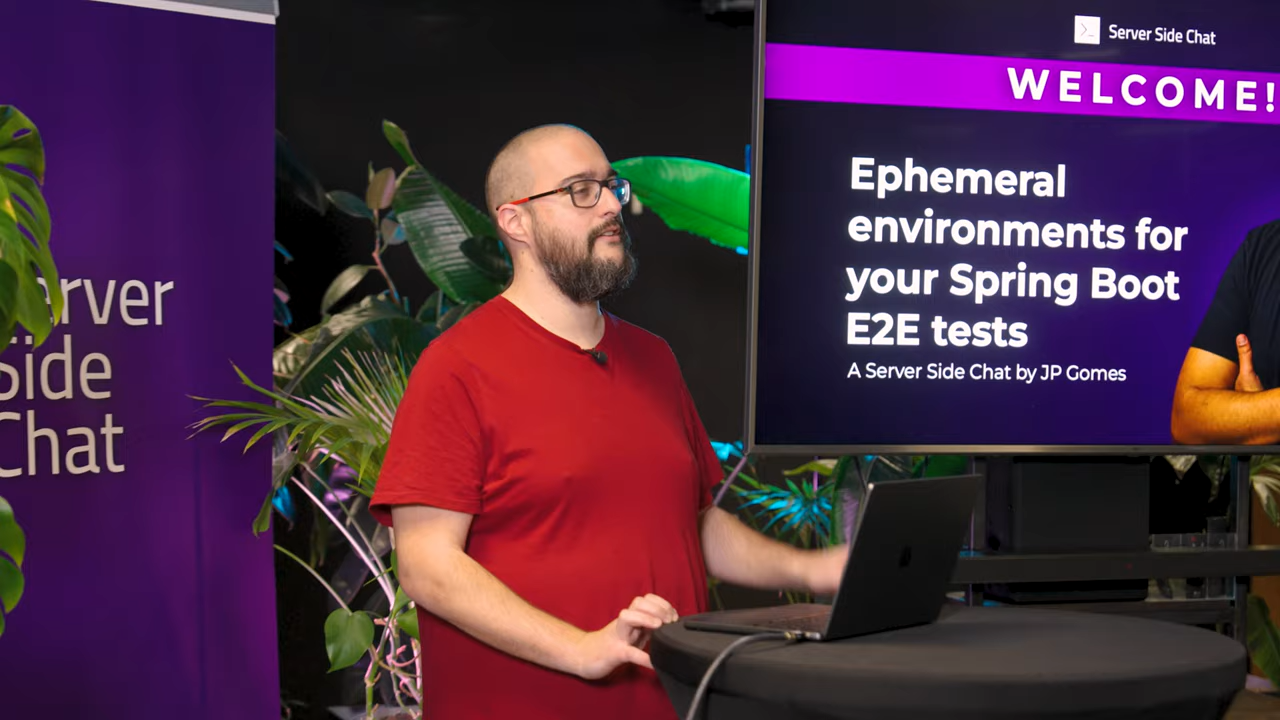 erver
Side
Chat
Server Side Chat
WELCOME!
Ephemeral
environments for
your Spring Boot
E2E tests
A Server Side Chat by JP Gomes